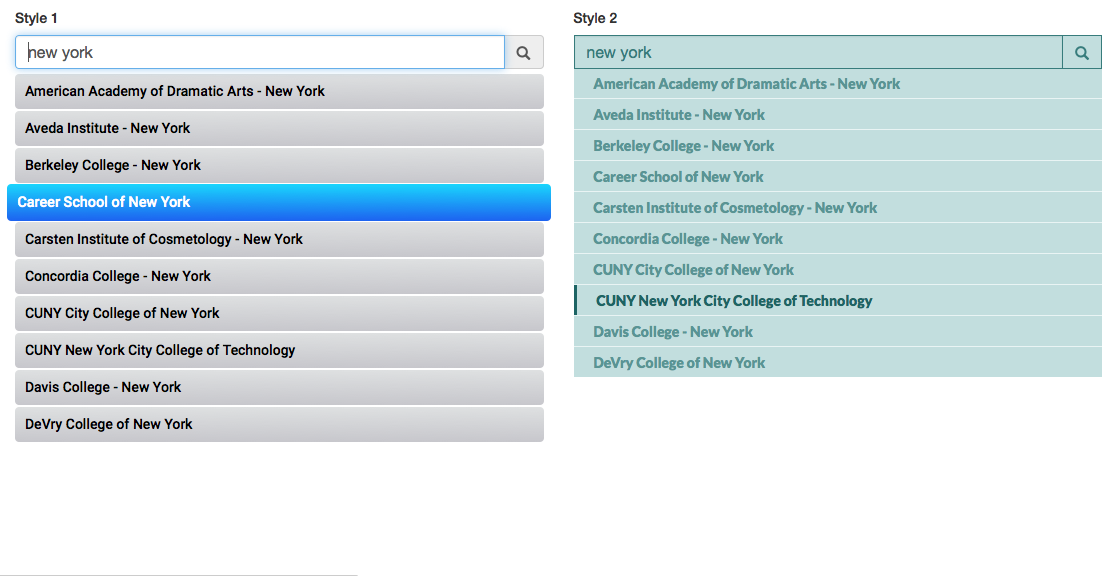 Style 1
new york
American Academy of Dramatic Arts - New York
Aveda Institute - New York
Berkeley College - New York
Career School of New York
Carsten Institute of Cosmetology - New York
Concordia College - New York
CUNY City College of New York
CUNY New York City College of Technology
Davis College - New York
DeVry College of New York
Style 2
new york
American Academy of Dramatic Arts - New York
Aveda Institute - New York
Berkeley College - New York
Career School of New York
Carsten Institute of Cosmetology - New York
Concordia College - New York
CUNY City College of New York
CUNY New York City College of Technology
Davis College - New York
DeVry College of New York